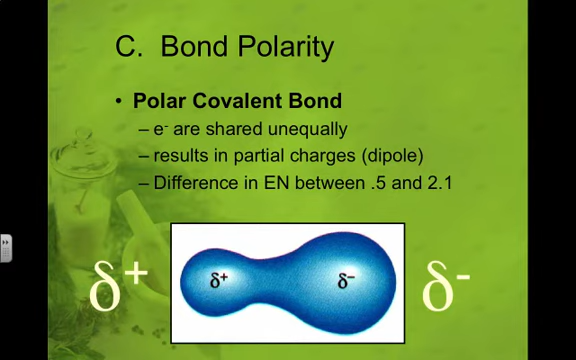 C. Bond Polarity
• Polar Covalent Bond
– e⁻ are shared unequally
– results in partial charges (dipole)
– Difference in EN between .5 and 2.1
δ⁺ δ⁺ δ⁻ δ⁻